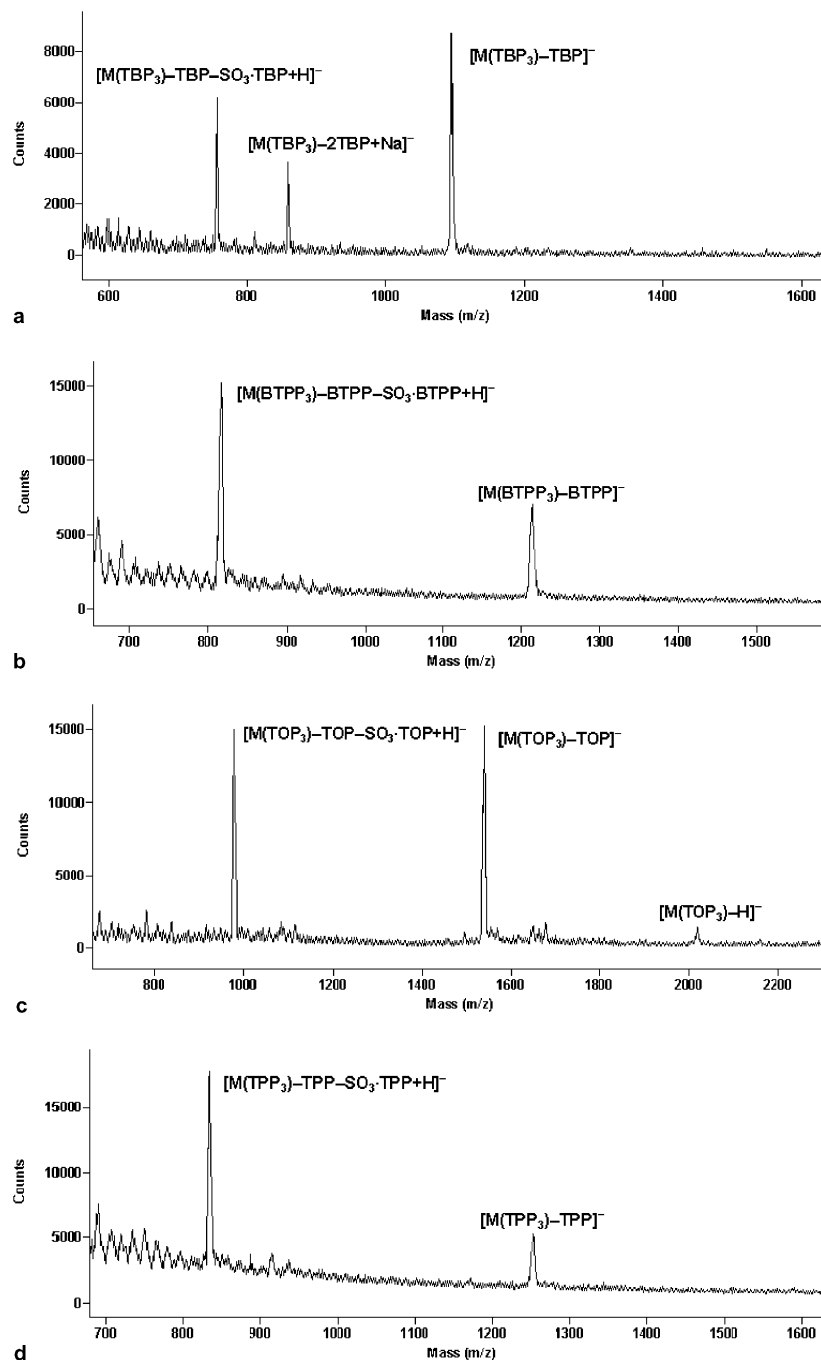 8000
6000
4000
2000
0
Counts
[M(TBP₃)–TBP–SO₃·TBP+H]⁻
[M(TBP₃)–2TBP+Na]⁻
[M(TBP₃)–TBP]⁻
600 800 1000 1200 1400 1600
Mass (m/z)
a
15000
10000
5000
0
Counts
[M(BTPP₃)–BTPP–SO₃·BTPP+H]⁻
[M(BTPP₃)–BTPP]⁻
700 800 900 1000 1100 1200 1300 1400 1500
Mass (m/z)
b
15000
10000
5000
0
Counts
[M(TOP₃)–TOP–SO₃·TOP+H]⁻
[M(TOP₃)–TOP]⁻
[M(TOP₃)–H]⁻
800 1000 1200 1400 1600 1800 2000 2200
Mass (m/z)
c
15000
10000
5000
0
Counts
[M(TPP₃)–TPP–SO₃·TPP+H]⁻
[M(TPP₃)–TPP]⁻
700 800 900 1000 1100 1200 1300 1400 1500 1600
Mass (m/z)
d